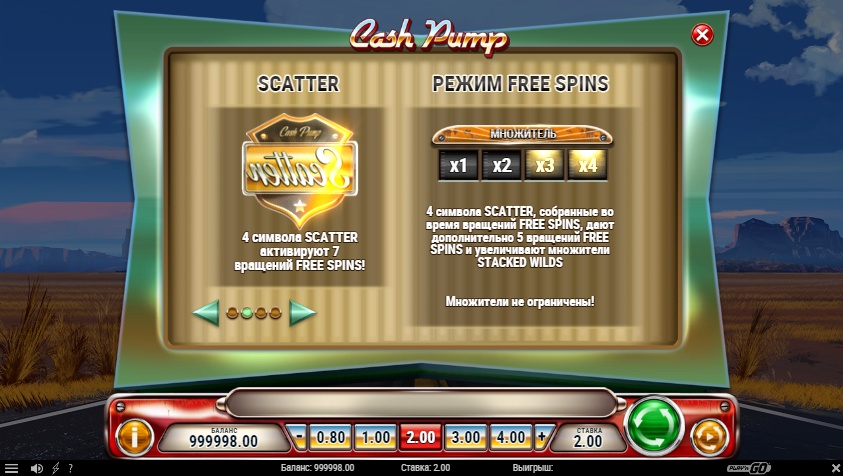 Cash Pump
SCATTER
Cash Pump
Scatter
4 символа SCATTER
активируют 7
вращений FREE SPINS!
РЕЖИМ FREE SPINS
МНОЖИТЕЛЬ
x1 x2 x3 x4
4 символа SCATTER, собранные во
время вращений FREE SPINS, дают
дополнительно 5 вращений FREE
SPINS и увеличивают множители
STACKED WILDS
Множители не ограничены!
i
БАЛАНС
999998.00
- 0.80 1.00 2.00 3.00 4.00 +
СТАВКА
2.00
? Баланс: 999998.00 Ставка: 2.00 Выигрыш: PLAY'N GO